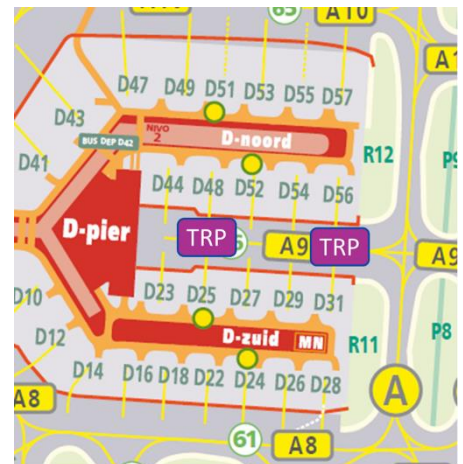 A10
65
A10
D47 D49 D51 D53 D55 D57
A1
D43
NIVO
2
D-noord
BUS DEP D42
D41
R12
P9
D44 D48 D52 D54 D56
D-pier
TRP
A9
TRP
A9
D10
D23 D25 D27 D29 D31
D12
D-zuid
MN
R11
P8
D14 D16 D18 D22 D24 D26 D28
A8
A
61
A8